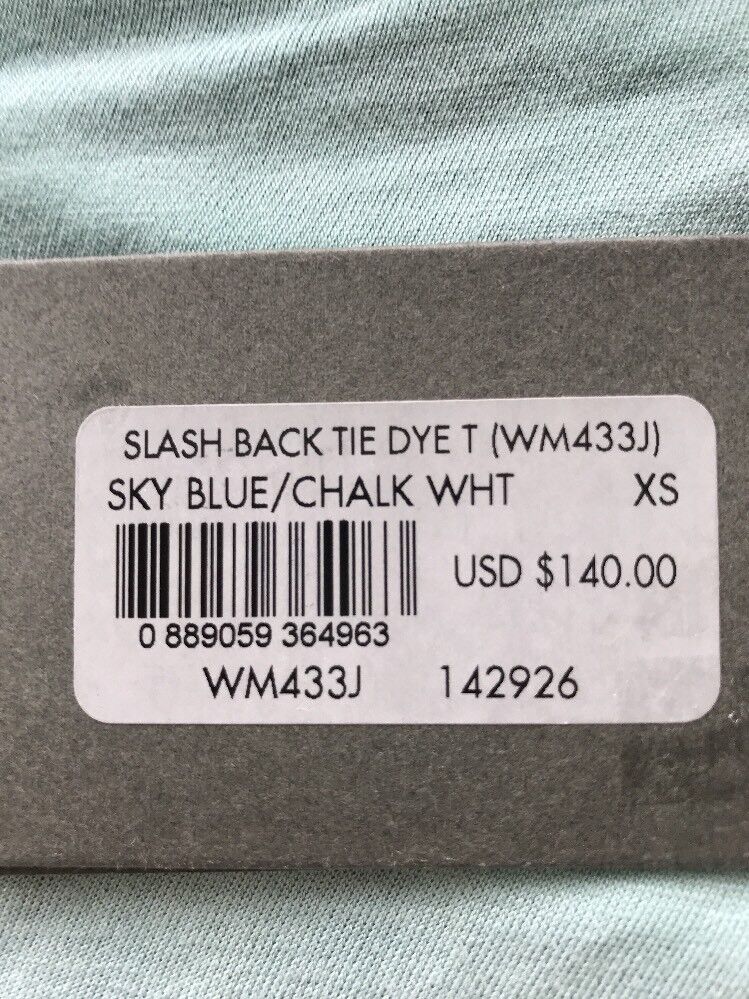 SLASH BACK TIE DYE T (WM433J)
SKY BLUE/CHALK WHT XS
USD $140.00
0 889059 364963
WM433J 142926